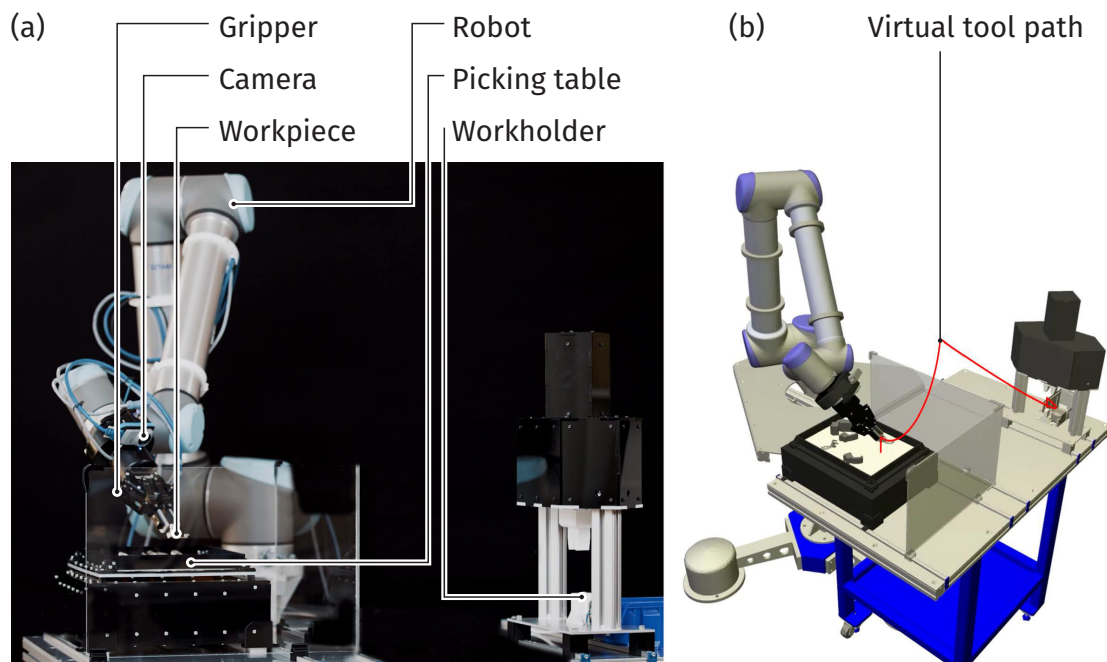 (a)
Gripper
Robot
(b)
Virtual tool path
Camera
Picking table
Workpiece
Workholder